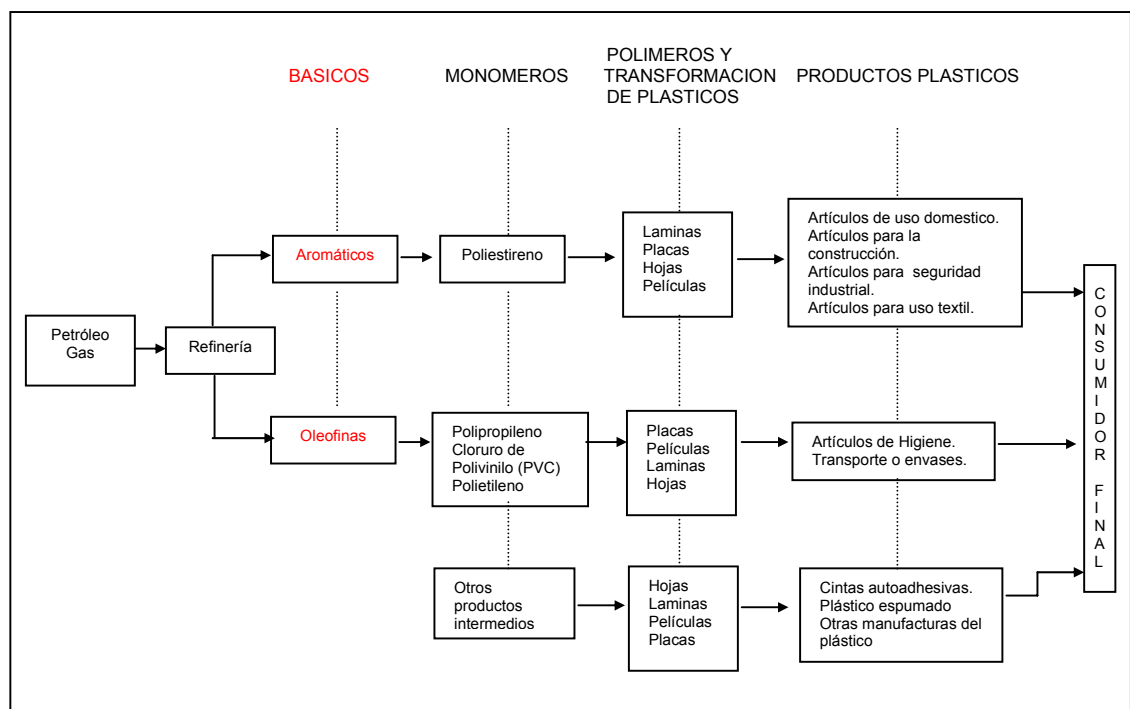 BASICOS
MONOMEROS
POLIMEROS Y
TRANSFORMACION
DE PLASTICOS
PRODUCTOS PLASTICOS
Petróleo
Gas
Refinería
Aromáticos
Poliestireno
Laminas
Placas
Hojas
Películas
Artículos de uso domestico.
Artículos para la
construcción.
Artículos para seguridad
industrial.
Artículos para uso textil.
Oleofinas
Polipropileno
Cloruro de
Polivinilo (PVC)
Polietileno
Placas
Películas
Laminas
Hojas
Artículos de Higiene.
Transporte o envases.
Otros
productos
intermedios
Hojas
Laminas
Películas
Placas
Cintas autoadhesivas.
Plástico espumado
Otras manufacturas del
plástico
CONSUMIDOR FINAL